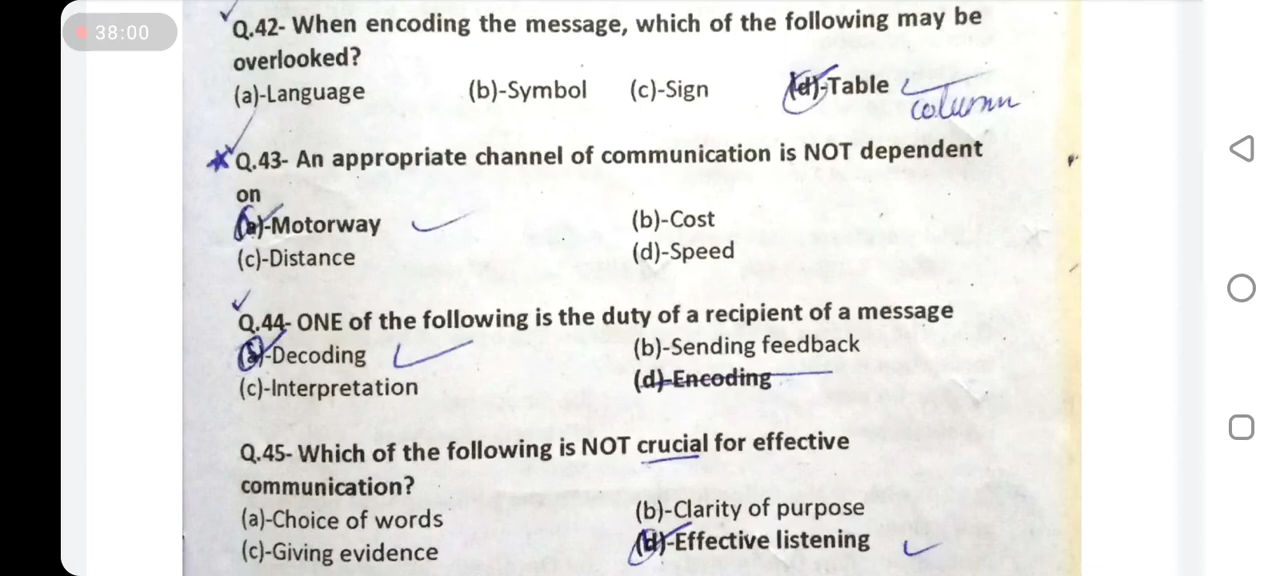 38:00
Q.42- When encoding the message, which of the following may be
overlooked?
(a)-Language (b)-Symbol (c)-Sign (d)-Table
column
Q.43- An appropriate channel of communication is NOT dependent
on
(a)-Motorway (b)-Cost
(c)-Distance (d)-Speed
Q.44- ONE of the following is the duty of a recipient of a message
(a)-Decoding (b)-Sending feedback
(c)-Interpretation (d)-Encoding
Q.45- Which of the following is NOT crucial for effective
communication?
(a)-Choice of words (b)-Clarity of purpose
(c)-Giving evidence (d)-Effective listening